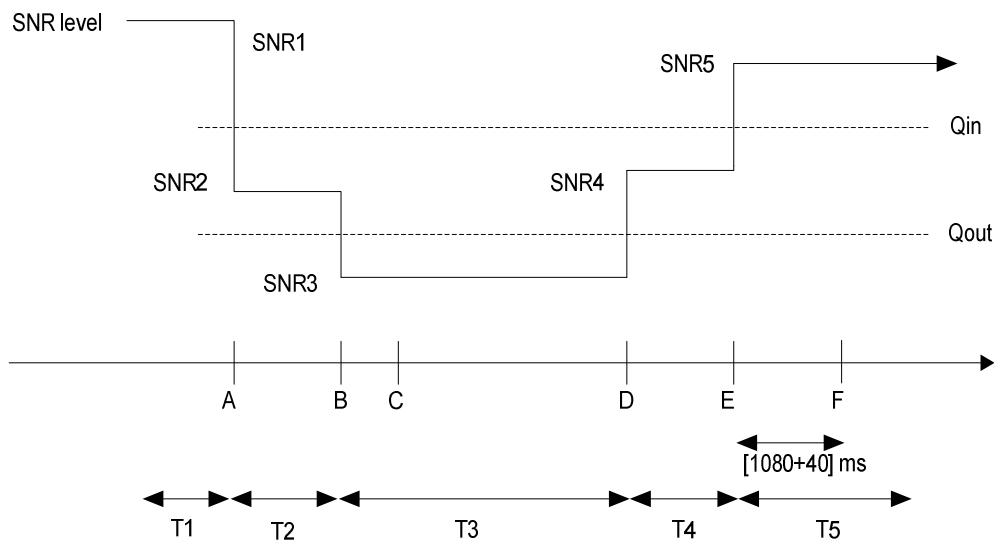 SNR level
SNR1
SNR5
Qin
SNR2
SNR4
Qout
SNR3
A
B
C
D
E
F
[1080+40] ms
T1
T2
T3
T4
T5